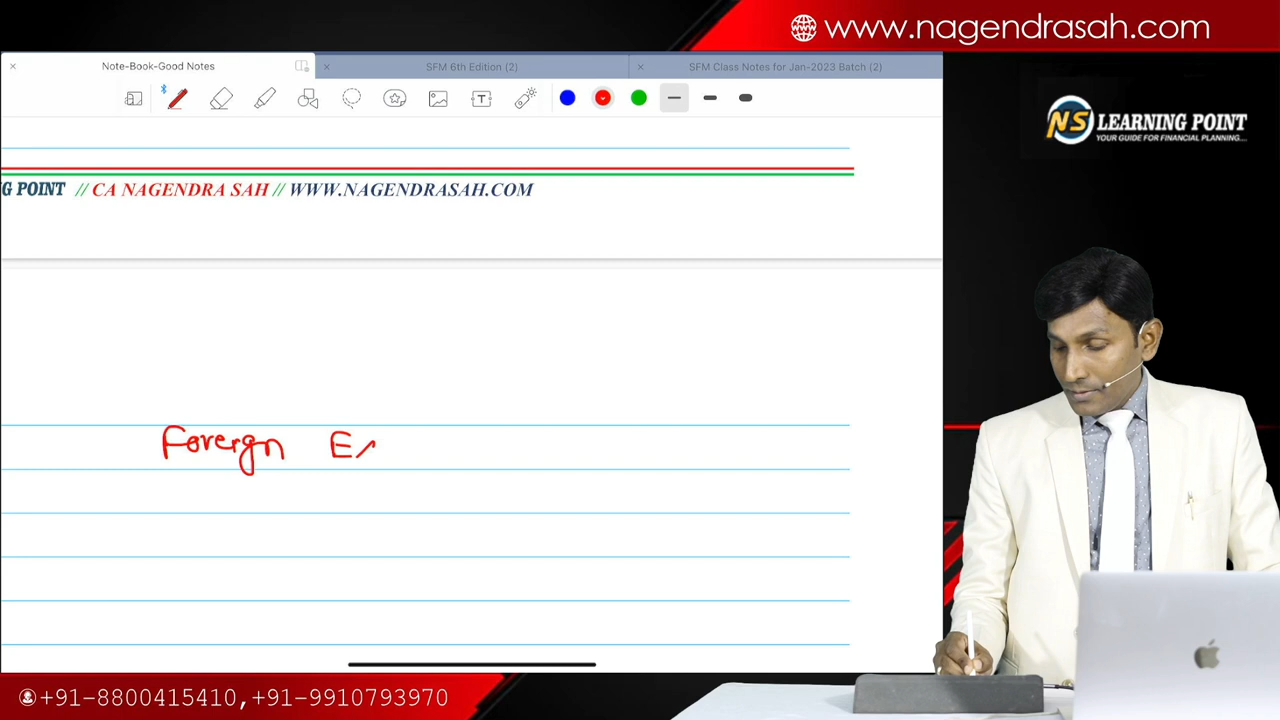 www.nagendrasah.com
Note-Book-Good Notes
SFM 6th Edition (2)
SFM Class Notes for Jan-2023 Batch (2)
T
NS LEARNING POINT
YOUR GUIDE FOR FINANCIAL PLANNING....
G POINT // CA NAGENDRA SAH // WWW.NAGENDRASAH.COM
Foreign
+91-8800415410,+91-9910793970